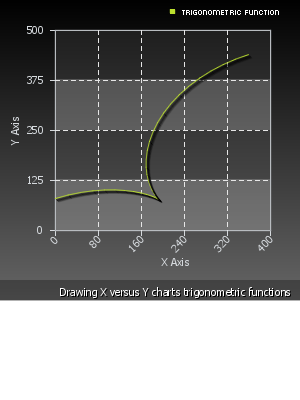 TRIGONOMETRIC FUNCTION
500
375
250
125
0
Y Axis
0 80 160 240 320 400
X Axis
Drawing X versus Y charts trigonometric functions